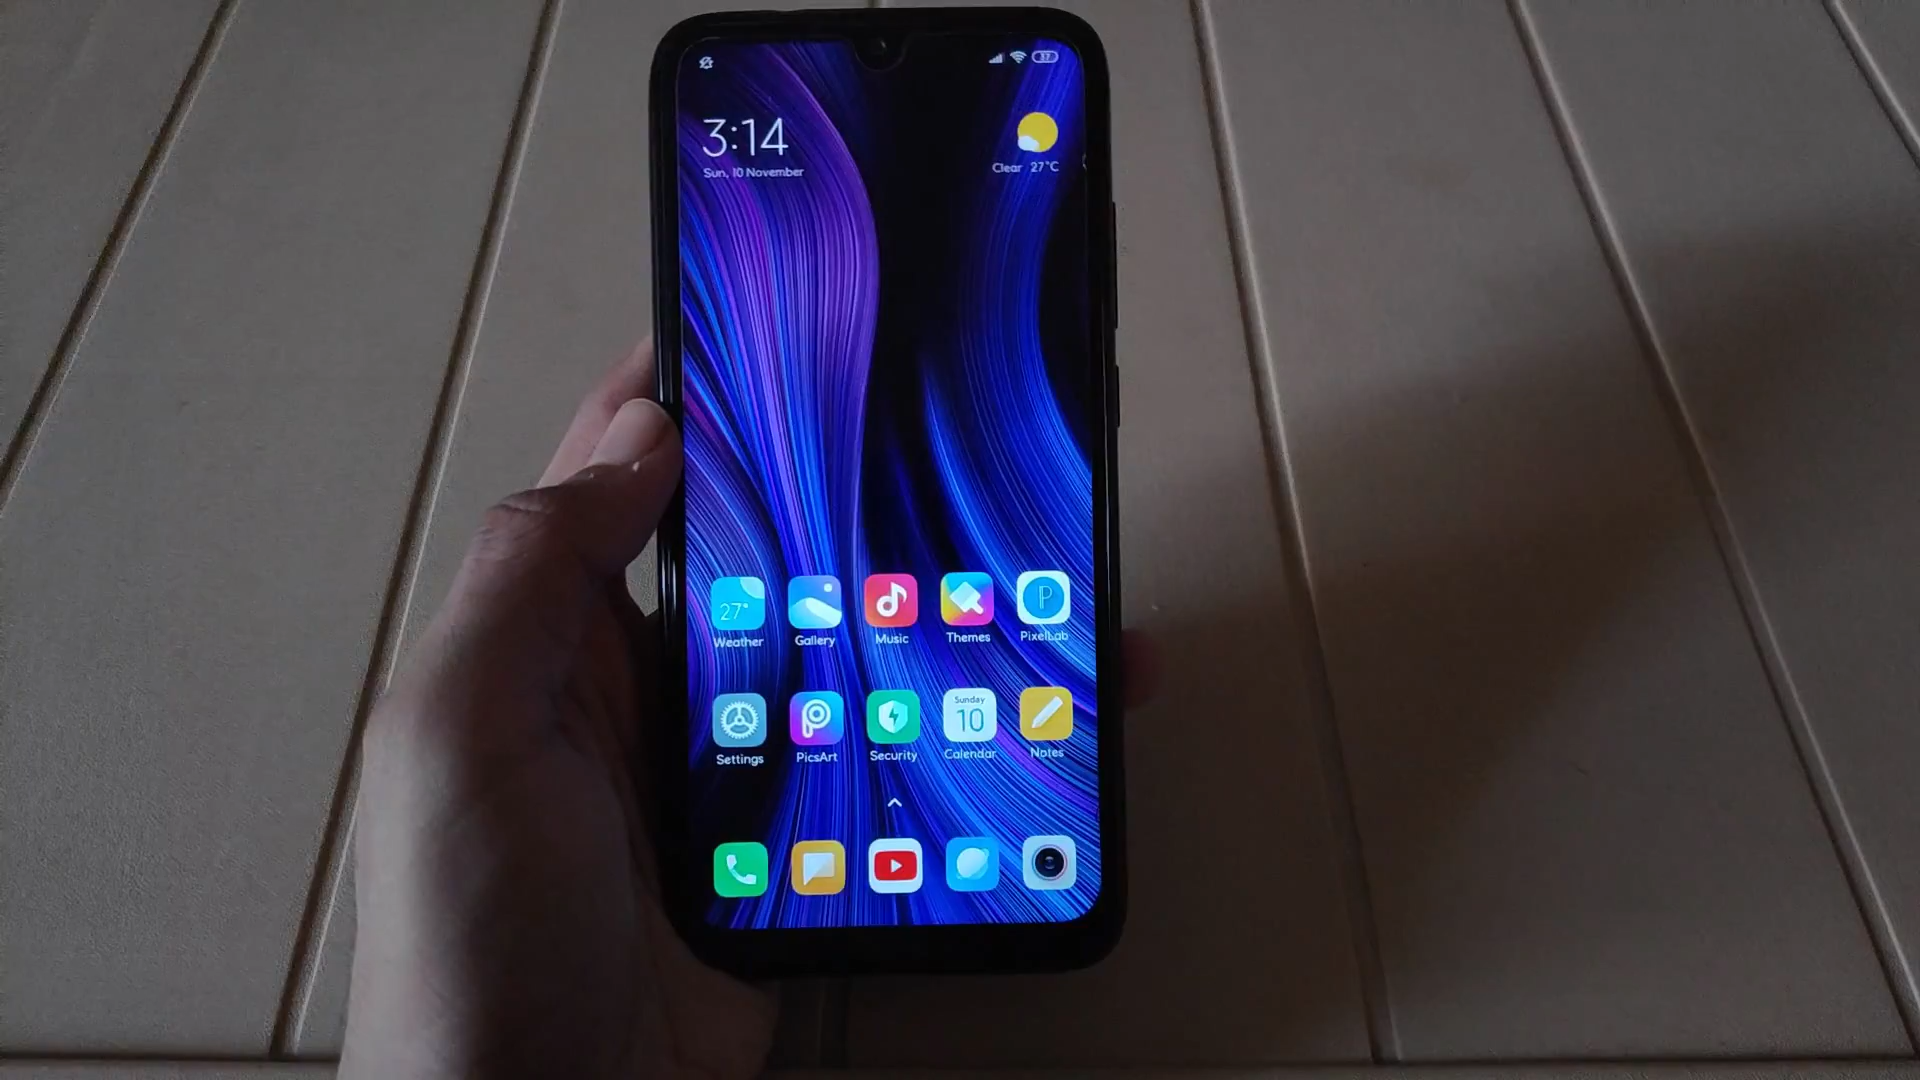 37
3:14
Sun, 10 November
Clear 27°C
27°
Weather
Gallery
Music
Themes
PixelLab
Settings
PicsArt
Security
Sunday
10
Calendar
Notes